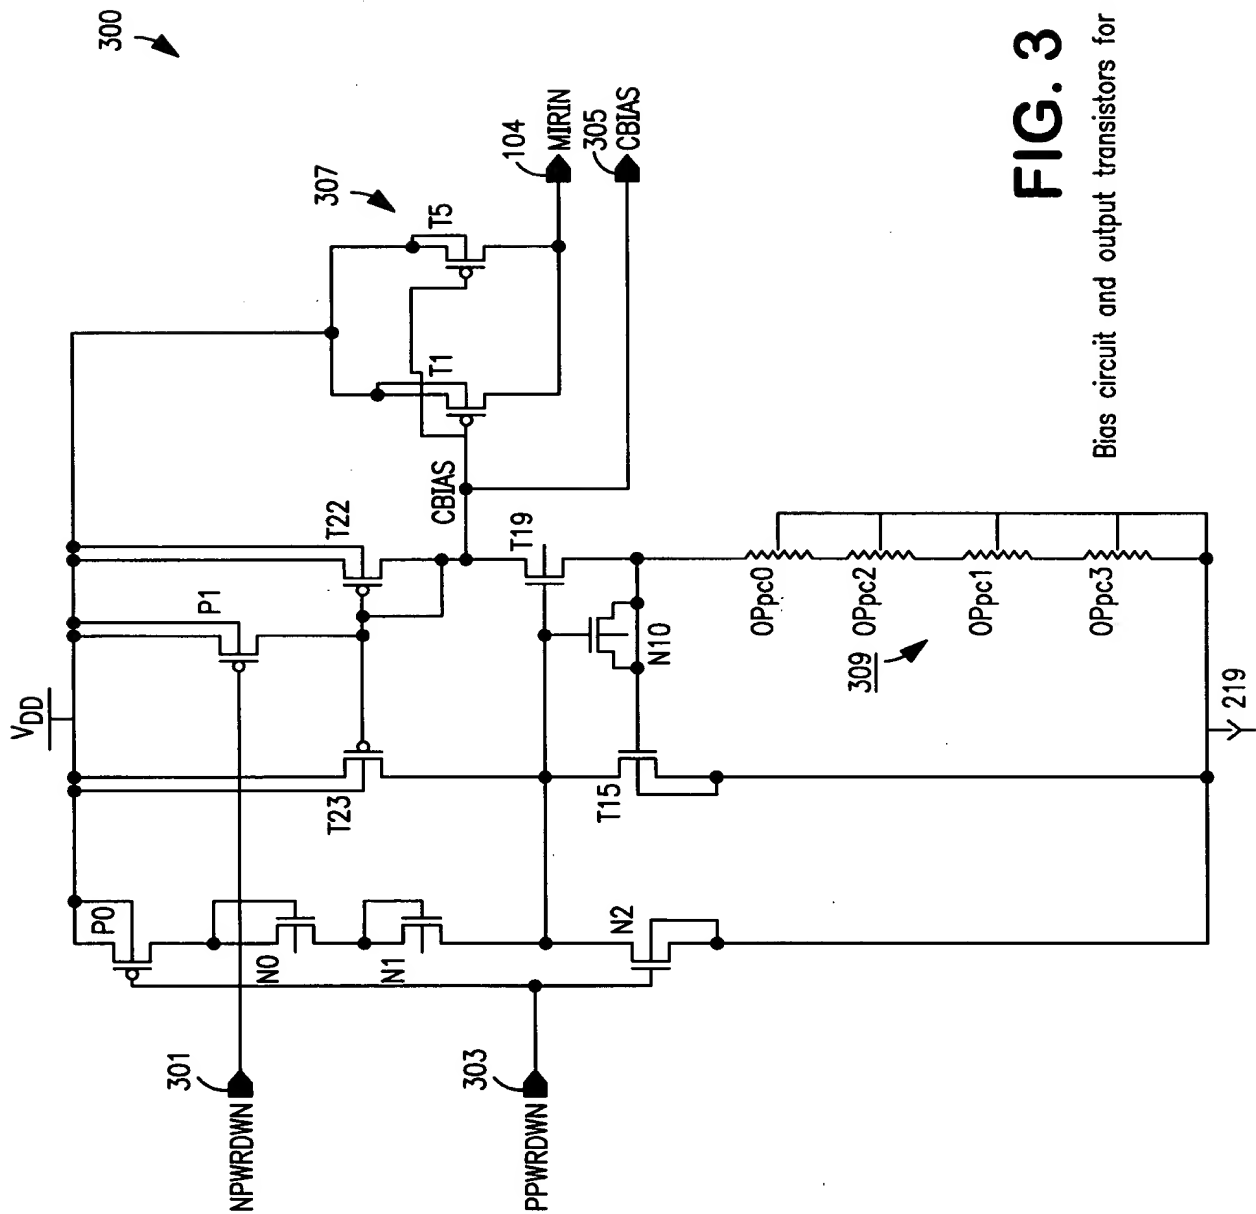 300
VDD
307
P0
P1
T22
T1
T5
104
MIRIN
305
CBIAS
301
NPWRDWN
N0
N1
T23
CBIAS
T19
303
PPWRDWN
N2
T15
N10
309
OPpc0
OPpc2
OPpc1
OPpc3
219
FIG. 3
Bias circuit and output transistors for